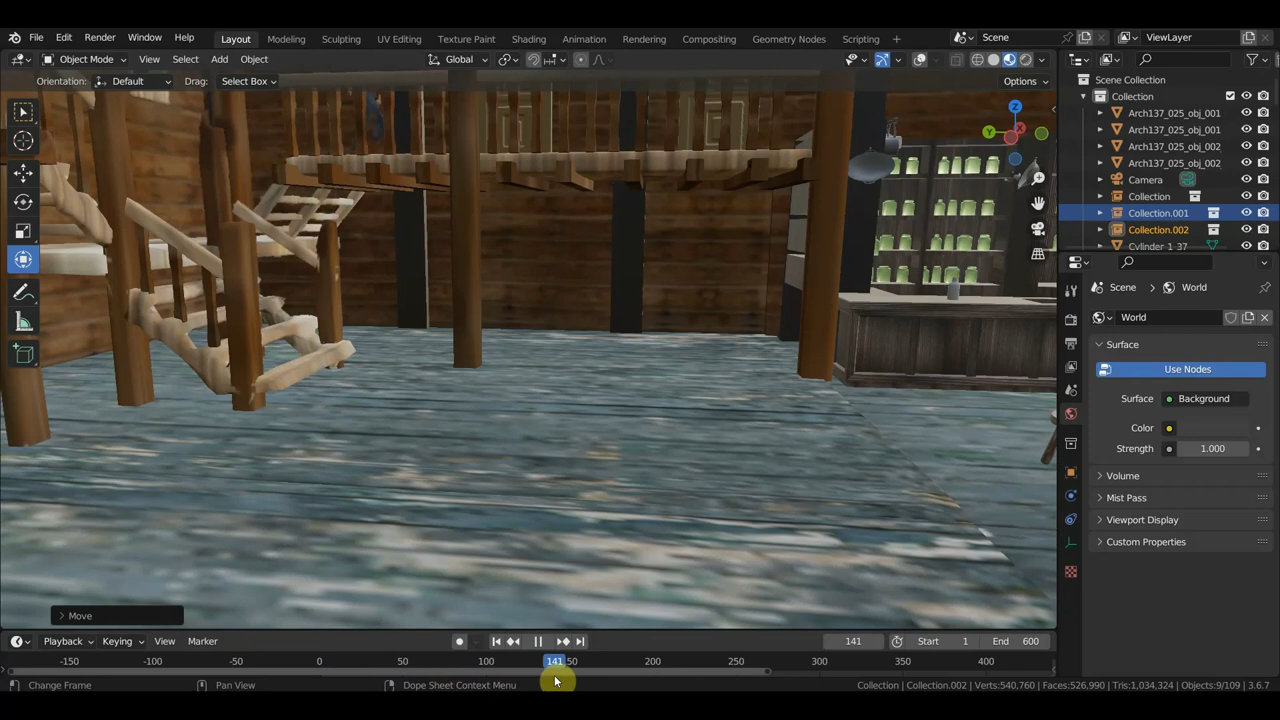 File Edit Render Window Help Layout Modeling Sculpting UV Editing Texture Paint Shading Animation Rendering Compositing Geometry Nodes Scripting + Scene ViewLayer
Object Mode View Select Add Object Global
Orientation: Default Drag: Select Box Options
Scene Collection
Collection
Arch137_025_obj_001
Arch137_025_obj_001
Arch137_025_obj_002
Arch137_025_obj_002
Camera
Collection
Collection.001
Collection.002
Cylinder_1_37
Z
Y
X
Scene > World
World
Surface
Use Nodes
Surface Background
Color
Strength 1.000
Volume
Mist Pass
Viewport Display
Custom Properties
> Move
Playback Keying View Marker 141 Start 1 End 600
-150 -100 -50 0 50 100 141 50 200 250 300 350 400
Change Frame Pan View Dope Sheet Context Menu Collection | Collection.002 | Verts:540,760 | Faces:526,990 | Tris:1,034,324 | Objects:9/109 | 3.6.7